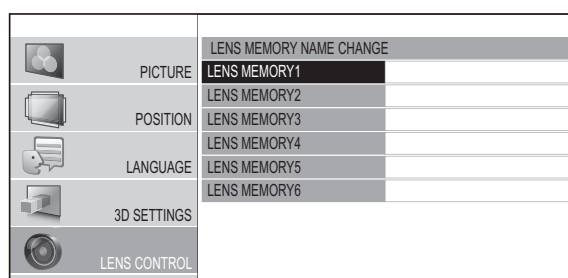 PICTURE
POSITION
LANGUAGE
3D SETTINGS
LENS CONTROL
LENS MEMORY NAME CHANGE
LENS MEMORY1
LENS MEMORY2
LENS MEMORY3
LENS MEMORY4
LENS MEMORY5
LENS MEMORY6